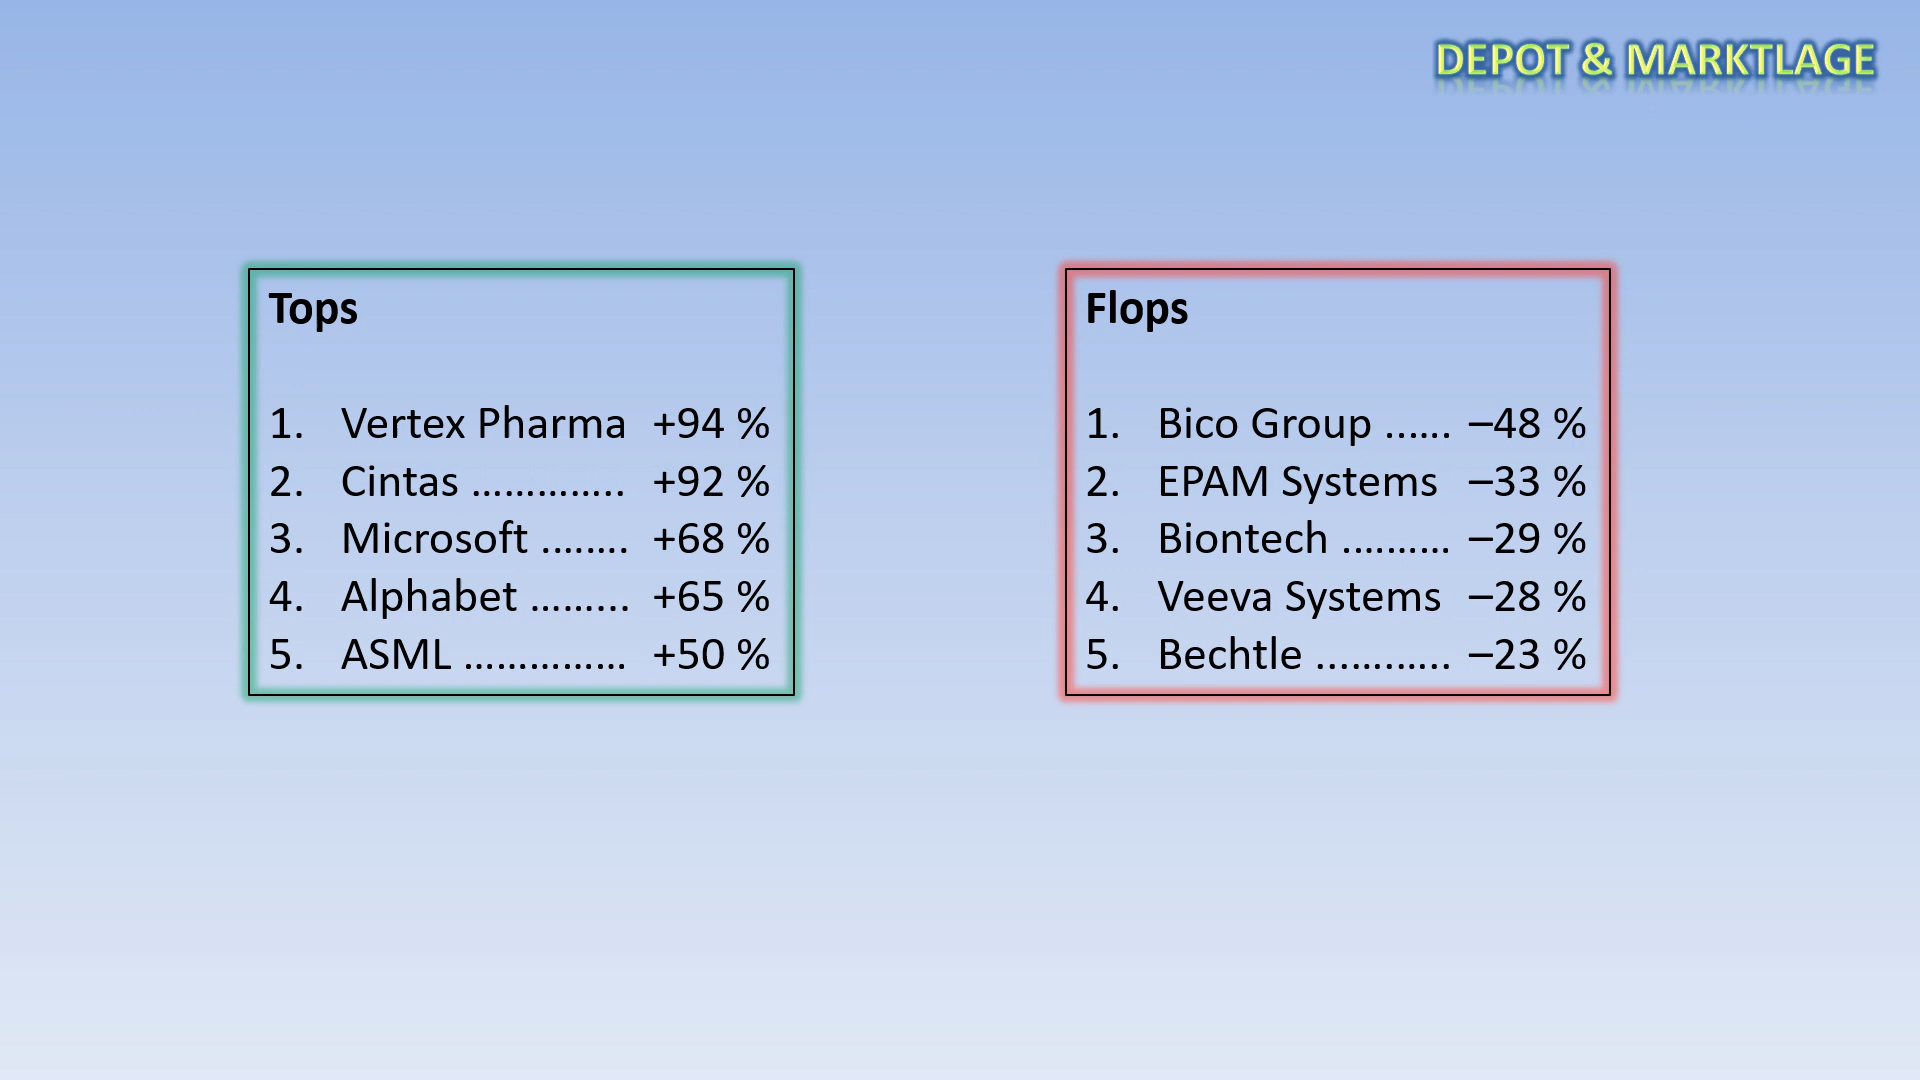 DEPOT & MARKTLAGE
Tops
1. Vertex Pharma +94 %
2. Cintas ………….. +92 %
3. Microsoft …….. +68 %
4. Alphabet ……... +65 %
5. ASML …………… +50 %
Flops
1. Bico Group …… –48 %
2. EPAM Systems –33 %
3. Biontech ………. –29 %
4. Veeva Systems –28 %
5. Bechtle ...…….... –23 %